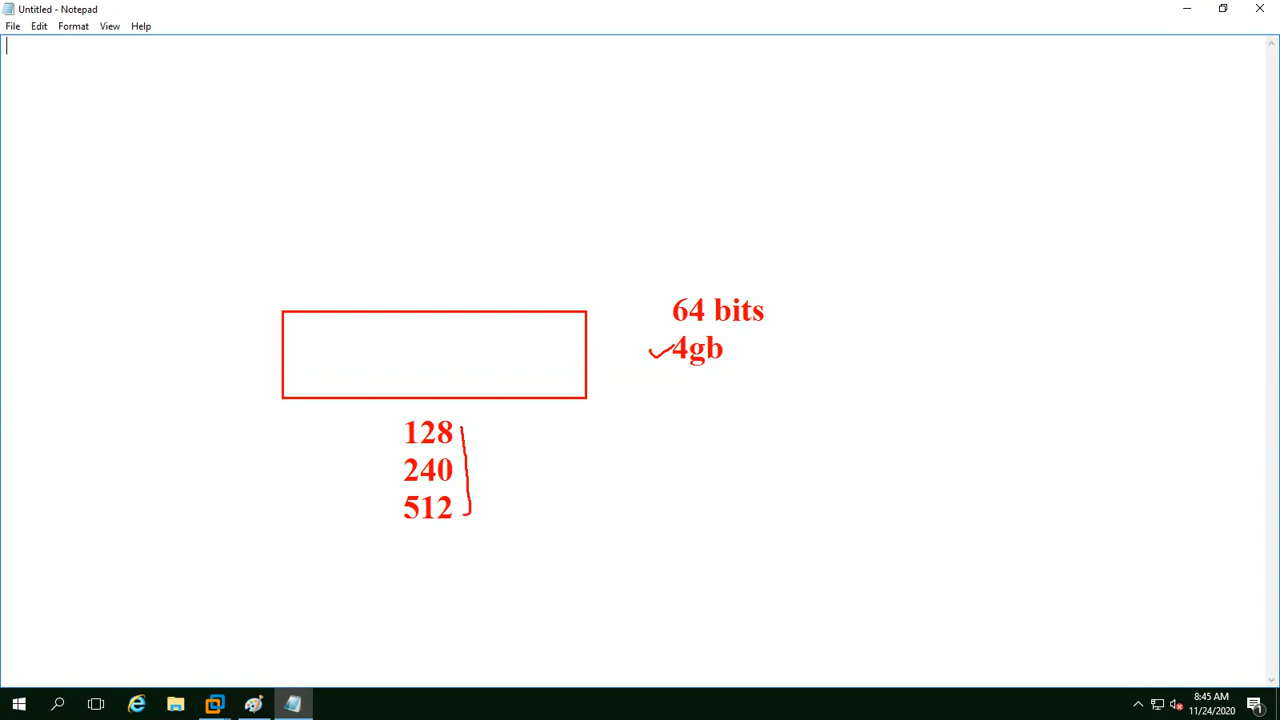 Untitled - Notepad
File Edit Format View Help
64 bits
4gb
128
240
512
8:45 AM
11/24/2020
1